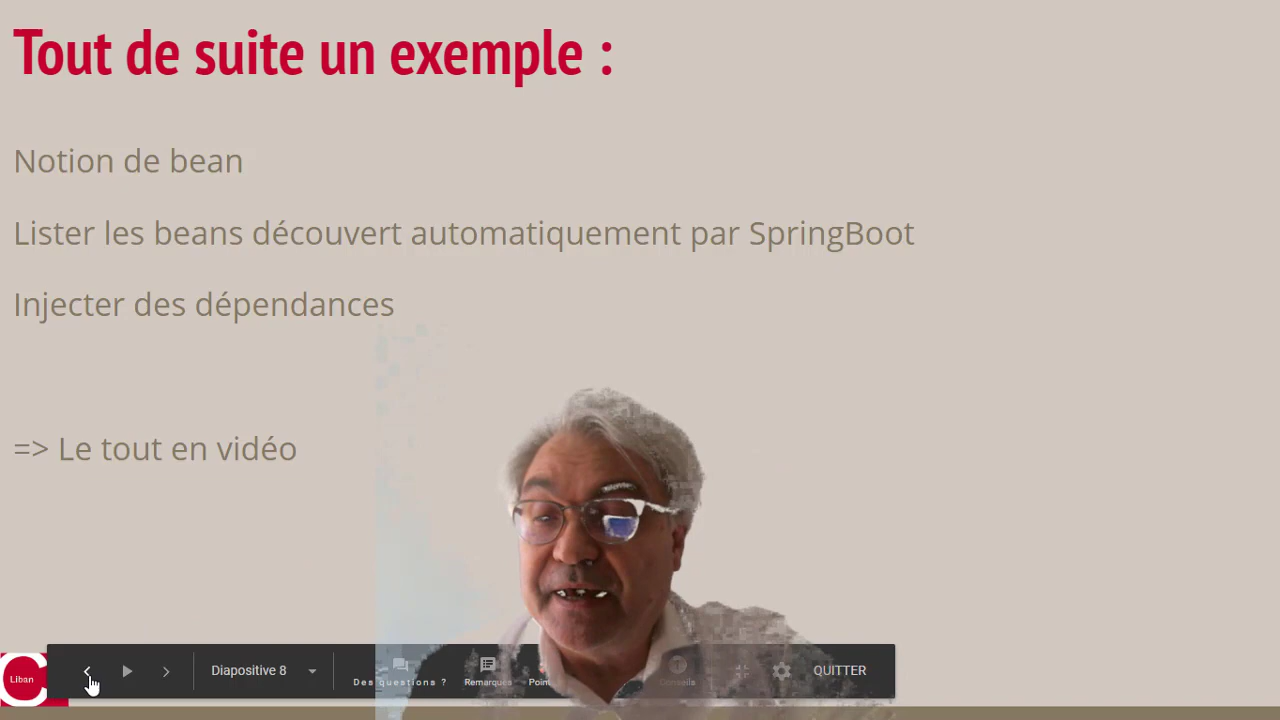 Tout de suite un exemple :
Notion de bean
Lister les beans découvert automatiquement par SpringBoot
Injecter des dépendances
=> Le tout en vidéo
Liban
Diapositive 8
Des questions ?
Remarques
Conseils
QUITTER